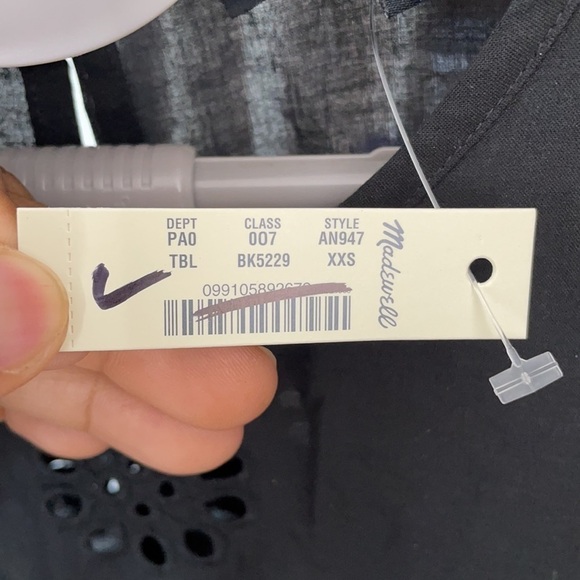 DEPT CLASS STYLE
PA0 007 AN947
TBL BK5229 XXS
Madewell